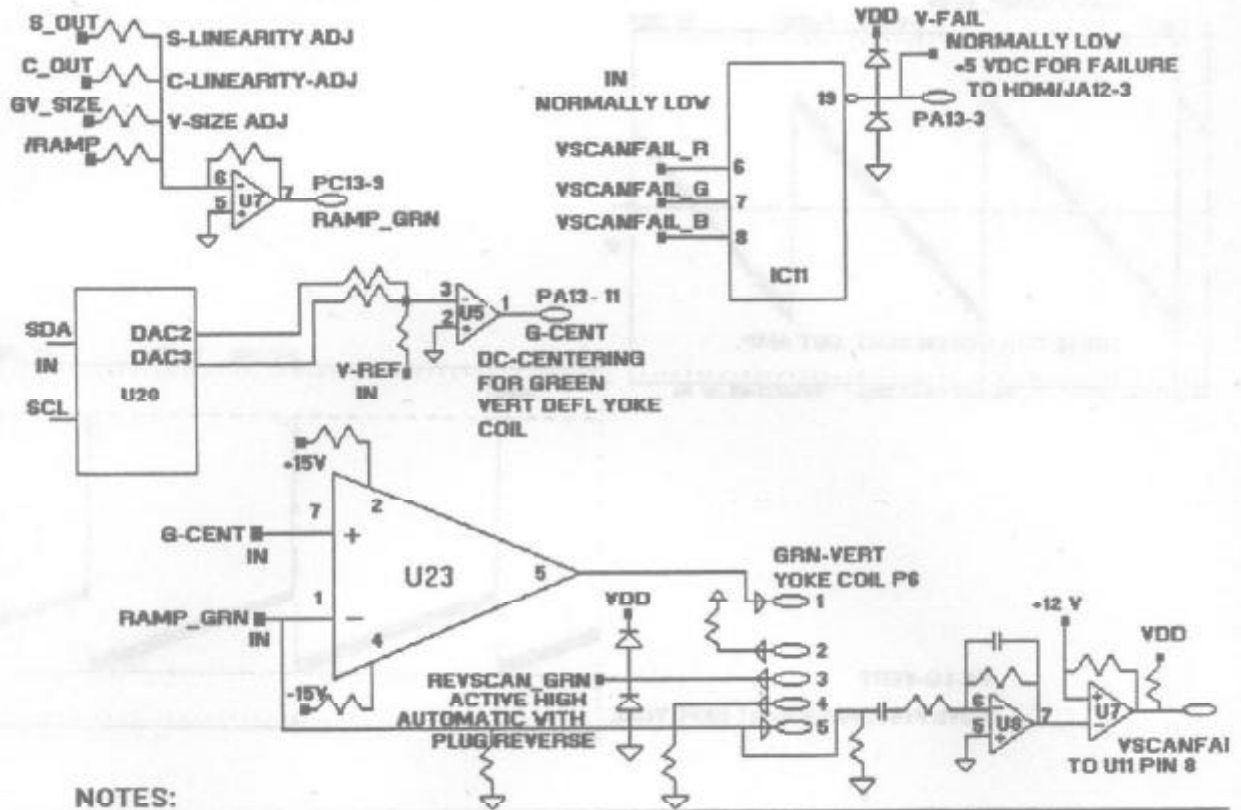 S_OUT
S-LINEARITY ADJ
C_OUT
C-LINEARITY-ADJ
GV_SIZE
V-SIZE ADJ
/RAMP
6
-
7
5
+
U7
PC13-9
RAMP_GRN
VDD
V-FAIL
NORMALLY LOW
+5 VDC FOR FAILURE
TO HDM/JA12-3
IN
NORMALLY LOW
19
PA13-3
VSCANFAIL_R
6
VSCANFAIL_G
7
VSCANFAIL_B
8
IC11
SDA
IN
SCL
DAC2
DAC3
U20
V-REF
IN
3
-
2
+
U5
1
PA13-11
G-CENT
DC-CENTERING
FOR GREEN
VERT DEFL YOKE
COIL
+15V
2
7
+
G-CENT
IN
U23
5
1
-
RAMP_GRN
IN
4
-15V
GRN-VERT
YOKE COIL P6
1
2
3
4
5
VDD
REVSCAN_GRN
ACTIVE HIGH
AUTOMATIC WITH
PLUG REVERSE
6
-
5
+
U6
7
+12 V
+
-
U7
VDD
VSCANFAI
TO U11 PIN 8
NOTES: